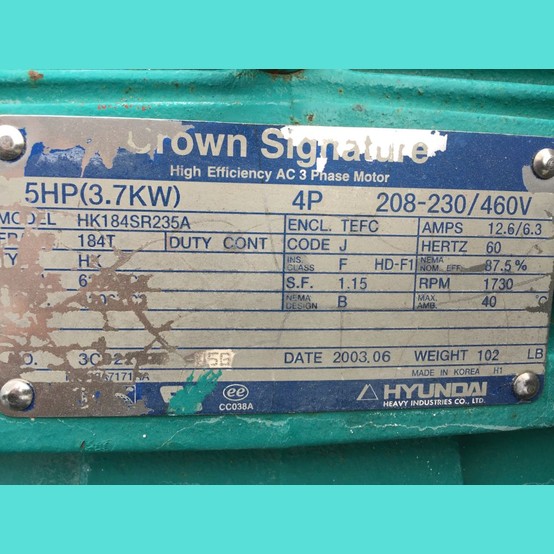 Crown Signature
High Efficiency AC 3 Phase Motor
5HP(3.7KW) 4P 208-230/460V
MODEL HK184SR235A ENCL. TEFC AMPS 12.6/6.3
184T DUTY CONT CODE J HERTZ 60
HK INS. CLASS F HD-F1 NEMA NOM. EFF. 87.5%
S.F. 1.15 RPM 1730
NEMA DESIGN B MAX. AMB. 40 °C
DATE 2003,06 WEIGHT 102 LB
MADE IN KOREA H1
ee
CC038A
HYUNDAI
HEAVY INDUSTRIES CO., LTD.